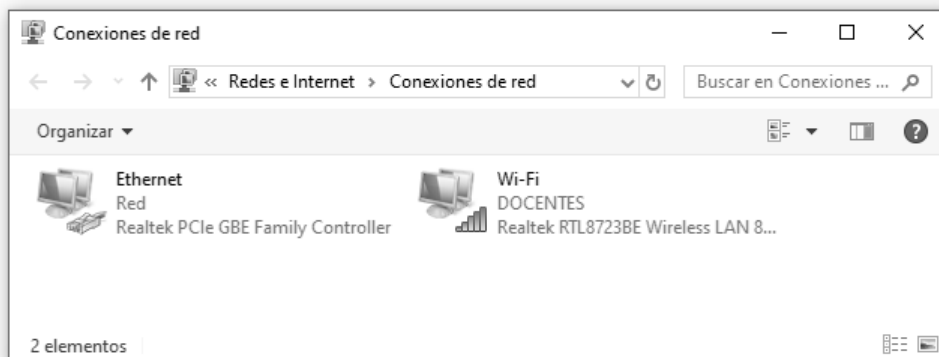 Conexiones de red
« Redes e Internet > Conexiones de red
Buscar en Conexiones ...
Organizar
Ethernet
Red
Realtek PCIe GBE Family Controller
Wi-Fi
DOCENTES
Realtek RTL8723BE Wireless LAN 8...
2 elementos